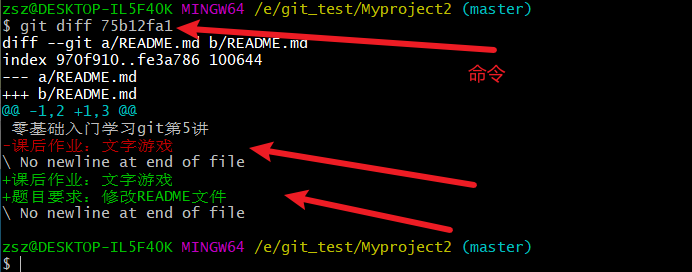 zsz@DESKTOP-IL5F40K MINGW64 /e/git_test/Myproject2 (master)
$ git diff 75b12fa1
diff --git a/README.md b/README.md
index 970f910..fe3a786 100644
命令
--- a/README.md
+++ b/README.md
@@ -1,2 +1,3 @@
零基础入门学习git第5讲
-课后作业：文字游戏
\ No newline at end of file
+课后作业：文字游戏
+题目要求：修改README文件
\ No newline at end of file
zsz@DESKTOP-IL5F40K MINGW64 /e/git_test/Myproject2 (master)
$